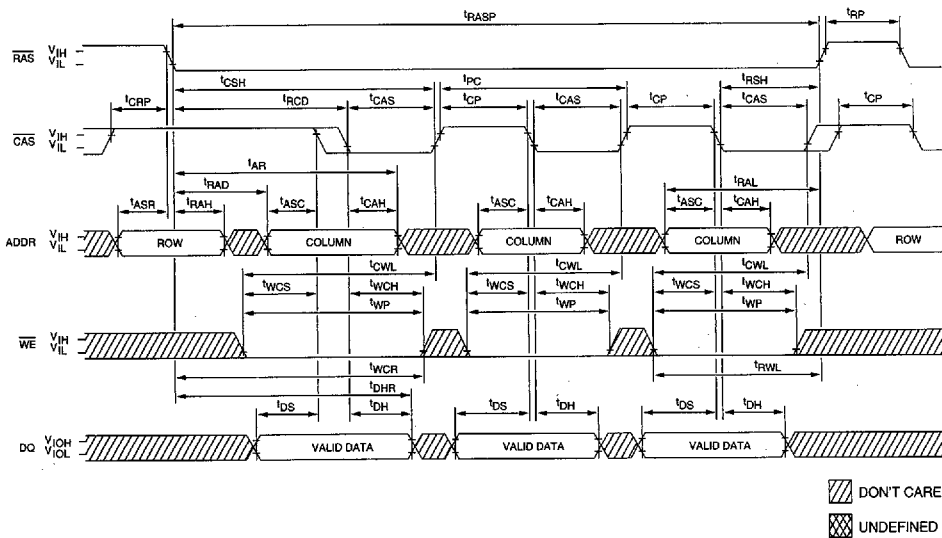 tRASP tRP
RAS VIH
VIL
tCSH tPC tRSH
tCRP tRCD tCAS tCP tCAS tCP tCAS tCP
CAS VIH
VIL
tAR
tRAD tRAL
tASR tRAH tASC tCAH tASC tCAH tASC tCAH
ADDR VIH
VIL
ROW COLUMN COLUMN COLUMN ROW
tCWL tCWL tCWL
tWCS tWCH tWCS tWCH tWCS tWCH
tWP tWP tWP
WE VIH
VIL
tWCR tRWL
tDHR
tDS tDH tDS tDH tDS tDH
DQ VIOH
VIOL
VALID DATA VALID DATA VALID DATA
DON'T CARE
UNDEFINED